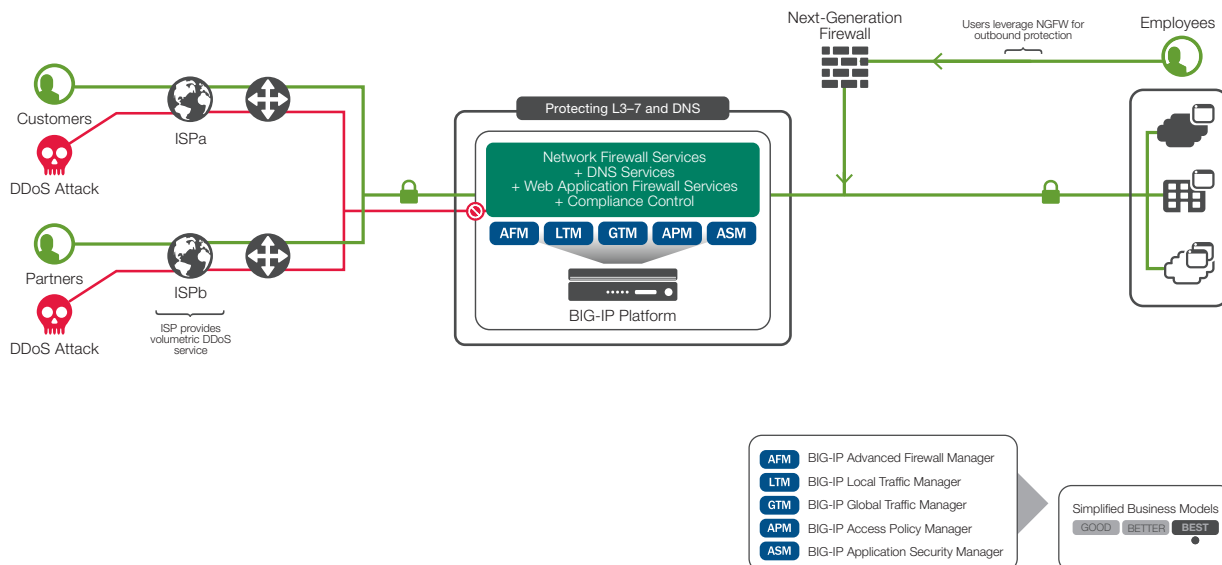 Next-Generation
Firewall
Users leverage NGFW for
outbound protection
Employees
Customers
DDoS Attack
ISPa
Partners
DDoS Attack
ISPb
ISP provides
volumetric DDoS
service
Protecting L3–7 and DNS
Network Firewall Services
+ DNS Services
+ Web Application Firewall Services
+ Compliance Control
AFM LTM GTM APM ASM
BIG-IP Platform
AFM BIG-IP Advanced Firewall Manager
LTM BIG-IP Local Traffic Manager
GTM BIG-IP Global Traffic Manager
APM BIG-IP Access Policy Manager
ASM BIG-IP Application Security Manager
Simplified Business Models
GOOD BETTER BEST